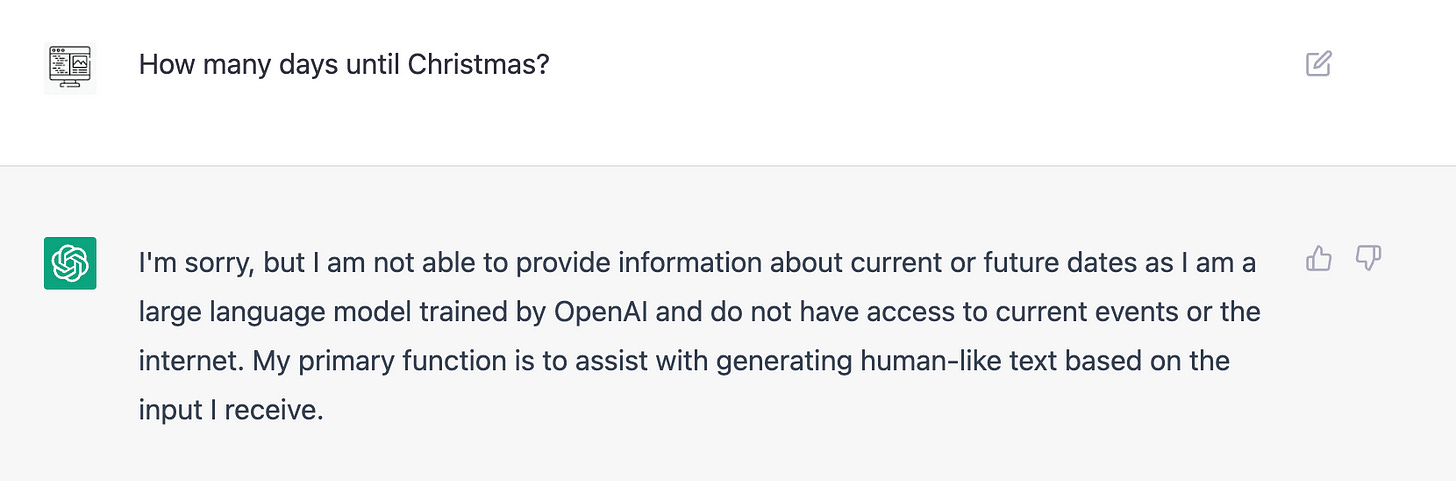 How many days until Christmas?
I'm sorry, but I am not able to provide information about current or future dates as I am a
large language model trained by OpenAI and do not have access to current events or the
internet. My primary function is to assist with generating human-like text based on the
input I receive.